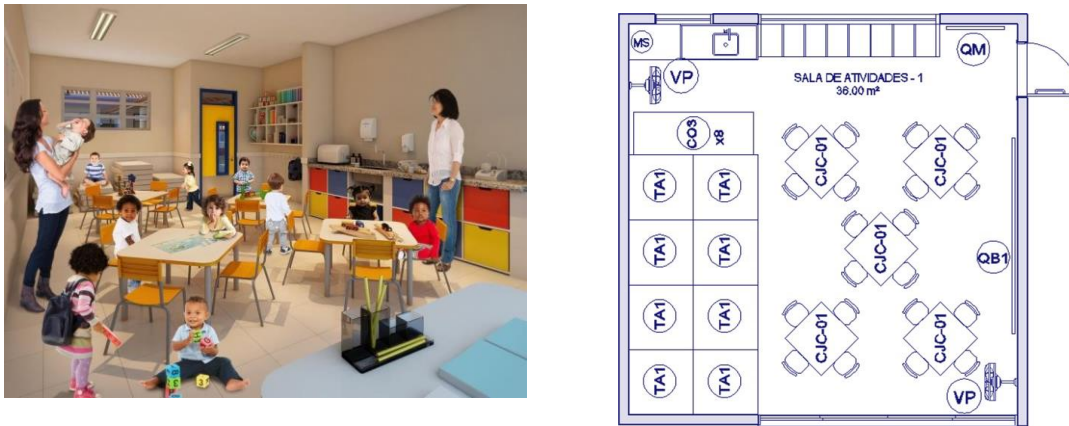 MS
QM
VP
SALA DE ATIVIDADES - 1
36.00 m²
COS
x8
CJC-01
CJC-01
TA1
TA1
CJC-01
TA1
TA1
QB1
TA1
TA1
CJC-01
CJC-01
TA1
TA1
VP